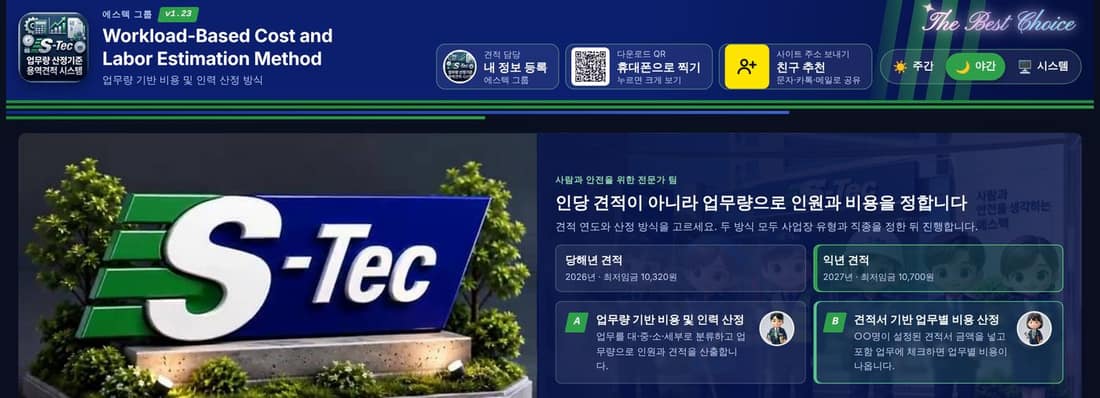 에스텍 그룹 v1.23
Workload-Based Cost and
Labor Estimation Method
업무량 기반 비용 및 인력 산정 방식
S-Tec
업무량 산정기준
용역견적 시스템
견적 담당
내 정보 등록
에스텍 그룹
다운로드 QR
휴대폰으로 찍기
누르면 크게 보기
사이트 주소 보내기
친구 추천
문자·카톡·메일로 공유
The Best Choice
주간
야간
시스템
S-Tec
사람과 안전을 위한 전문가 팀
인당 견적이 아니라 업무량으로 인원과 비용을 정합니다
견적 연도와 산정 방식을 고르세요. 두 방식 모두 사업장 유형과 직종을 정한 뒤 진행합니다.
사람과
안전을 생각하는
에스텍
당해년 견적
2026년 · 최저임금 10,320원
익년 견적
2027년 · 최저임금 10,700원
A 업무량 기반 비용 및 인력 산정
업무를 대·중·소·세부로 분류하고 업
무량으로 인원과 견적을 산출합니
다.
B 견적서 기반 업무별 비용 산정
○○명이 설정된 견적서 금액을 넣고
포함 업무에 체크하면 업무별 비용이
나옵니다.